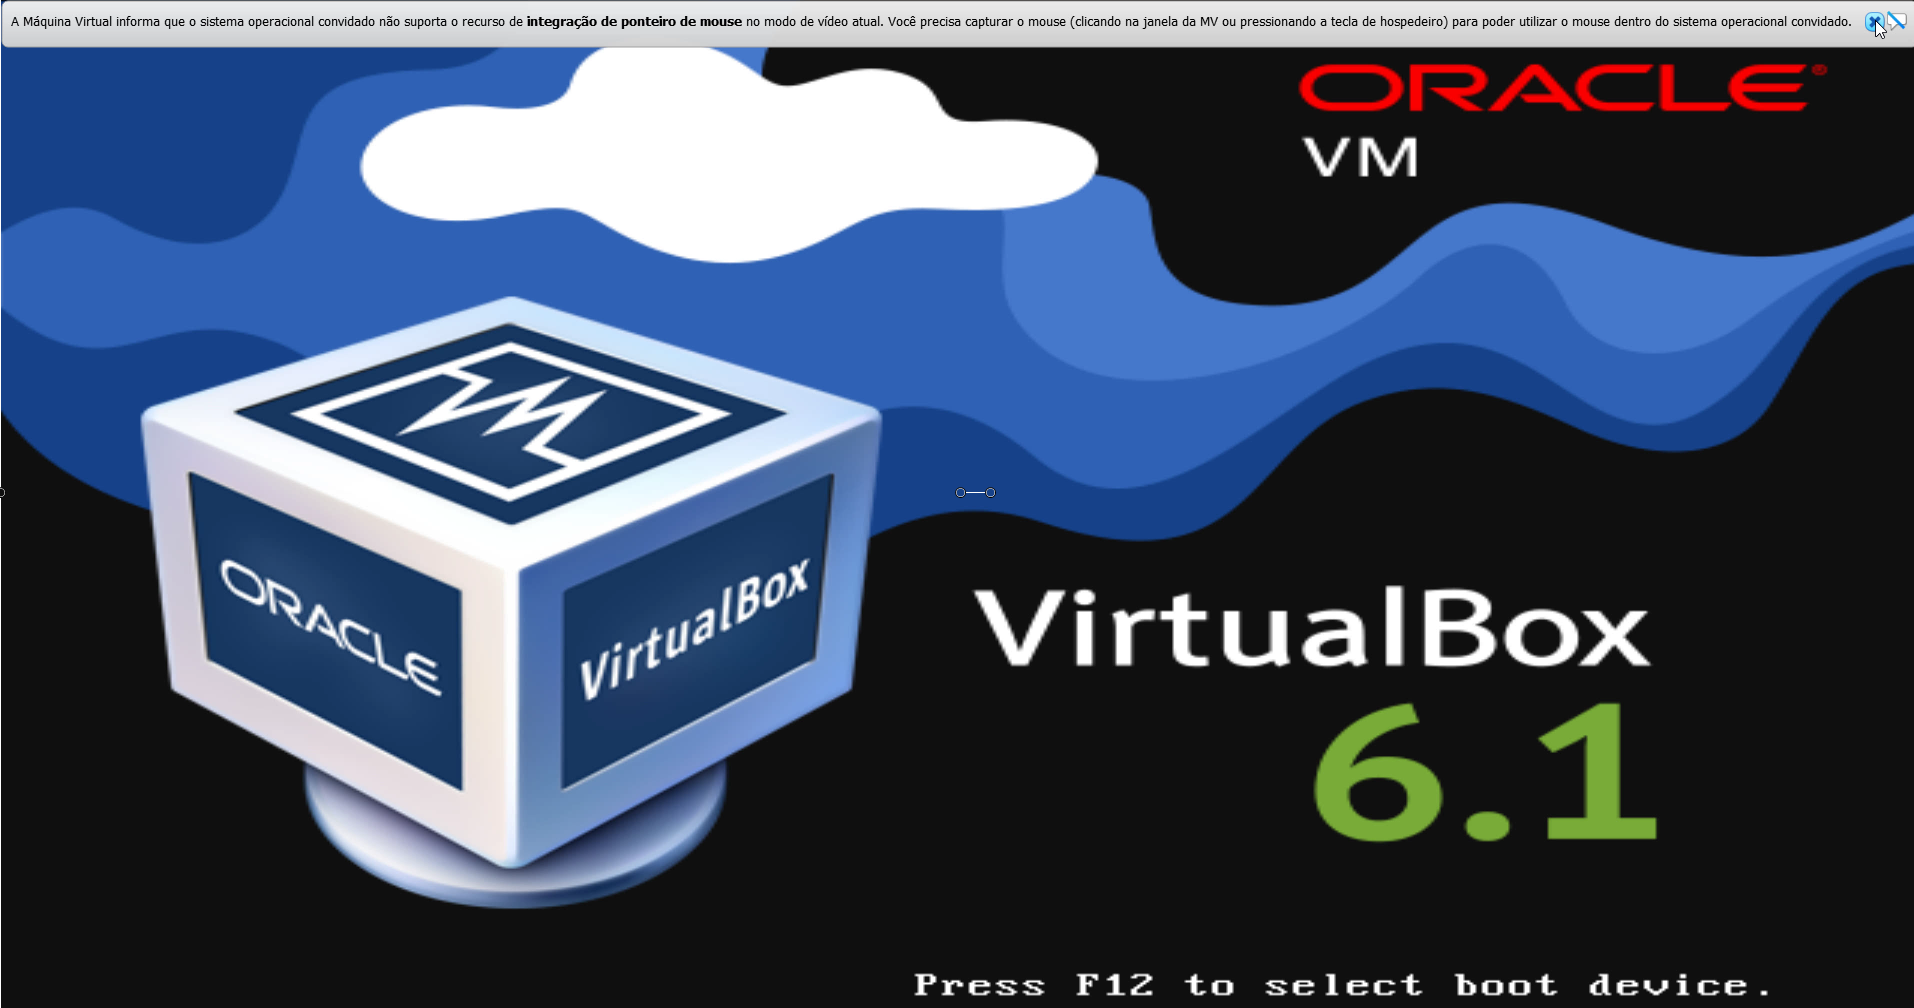 A Máquina Virtual informa que o sistema operacional convidado não suporta o recurso de integração de ponteiro de mouse no modo de vídeo atual. Você precisa capturar o mouse (clicando na janela da MV ou pressionando a tecla de hospedeiro) para poder utilizar o mouse dentro do sistema operacional convidado.
ORACLE®
VM
ORACLE
VirtualBox
VirtualBox
6.1
Press F12 to select boot device.